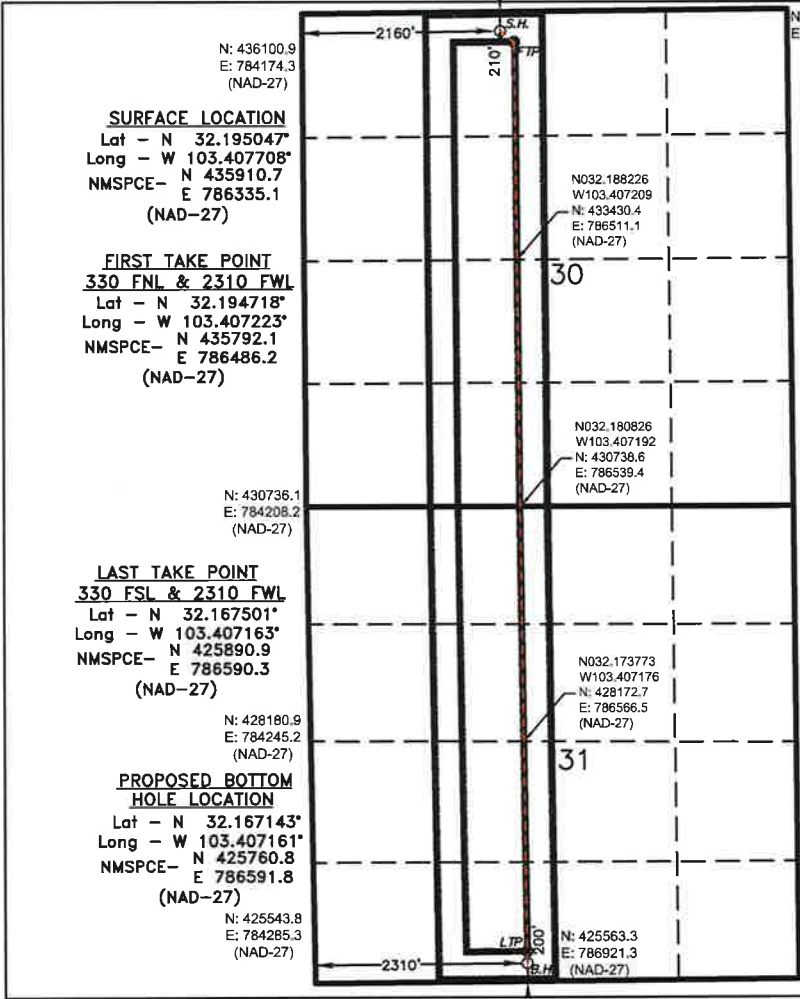 2160'
S.H.
FTP
210'
N
E
N: 436100.9
E: 784174.3
(NAD-27)
SURFACE LOCATION
Lat - N 32.195047°
Long - W 103.407708°
NMSPCE- N 435910.7
E 786335.1
(NAD-27)
N032.188226
W103.407209
N: 433430.4
E: 786511.1
(NAD-27)
FIRST TAKE POINT
330 FNL & 2310 FWL
Lat - N 32.194718°
Long - W 103.407223°
NMSPCE- N 435792.1
E 786486.2
(NAD-27)
30
N032.180826
W103.407192
N: 430738.6
E: 786539.4
(NAD-27)
N: 430736.1
E: 784208.2
(NAD-27)
LAST TAKE POINT
330 FSL & 2310 FWL
Lat - N 32.167501°
Long - W 103.407163°
NMSPCE- N 425890.9
E 786590.3
(NAD-27)
N032.173773
W103.407176
N: 428172.7
E: 786566.5
(NAD-27)
N: 428180.9
E: 784245.2
(NAD-27)
31
PROPOSED BOTTOM
HOLE LOCATION
Lat - N 32.167143°
Long - W 103.407161°
NMSPCE- N 425760.8
E 786591.8
(NAD-27)
N: 425543.8
E: 784285.3
(NAD-27)
LTP
200'
2310'
B.H.
N: 425563.3
E: 786921.3
(NAD-27)